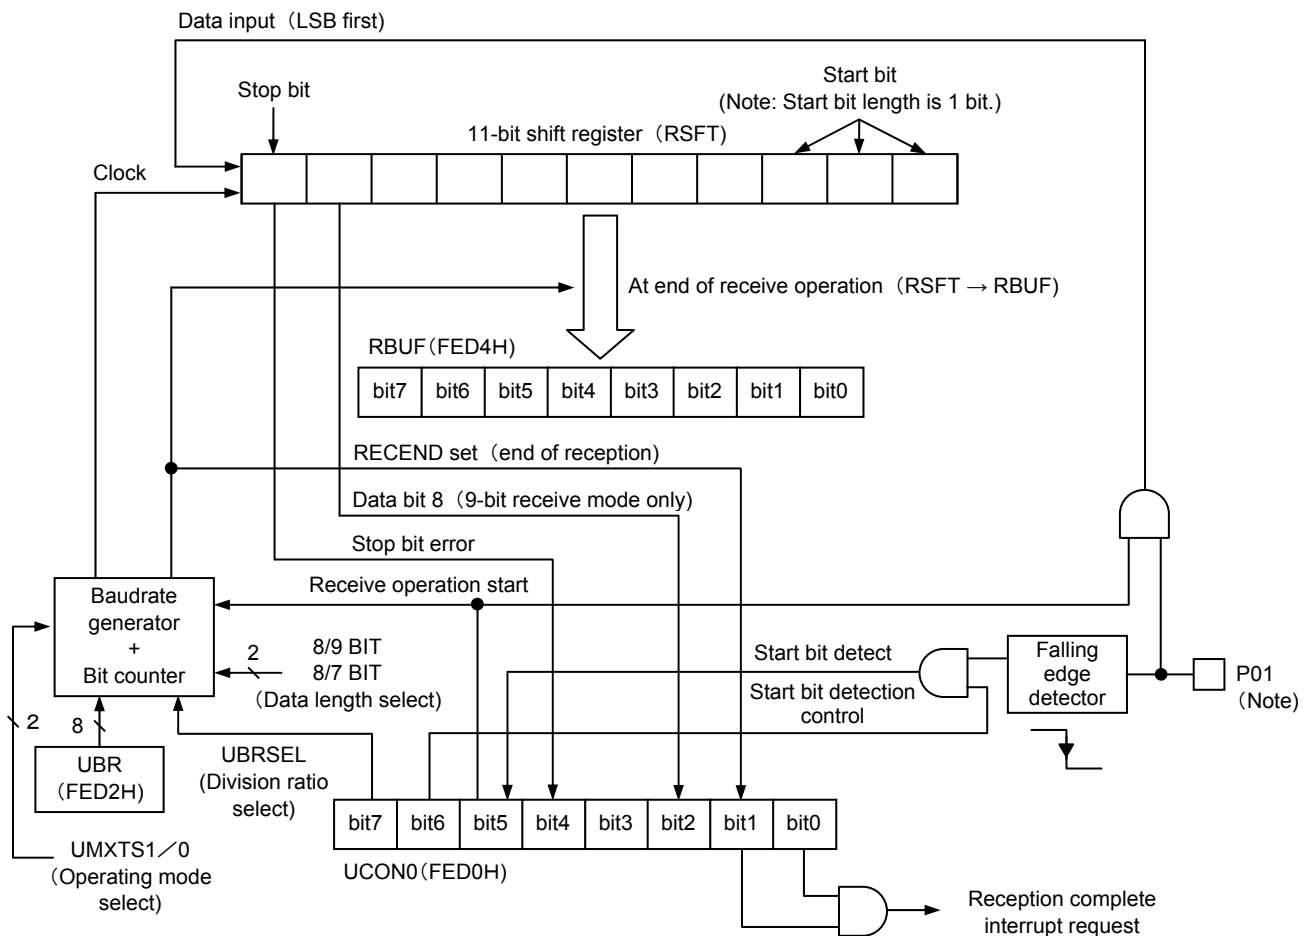 Data input（LSB first)
Stop bit
Start bit
(Note: Start bit length is 1 bit.)
11-bit shift register（RSFT)
Clock
At end of receive operation（RSFT → RBUF)
RBUF（FED4H)
bit7 bit6 bit5 bit4 bit3 bit2 bit1 bit0
RECEND set（end of reception)
Data bit 8（9-bit receive mode only)
Stop bit error
Receive operation start
Baudrate
generator
+
Bit counter
2
8/9 BIT
8/7 BIT
（Data length select)
Start bit detect
Start bit detection
control
Falling
edge
detector
P01
（Note)
2
8
UBR
（FED2H)
UBRSEL
(Division ratio
select)
bit7 bit6 bit5 bit4 bit3 bit2 bit1 bit0
UCON0（FED0H)
UMXTS1／0
（Operating mode
select)
Reception complete
interrupt request